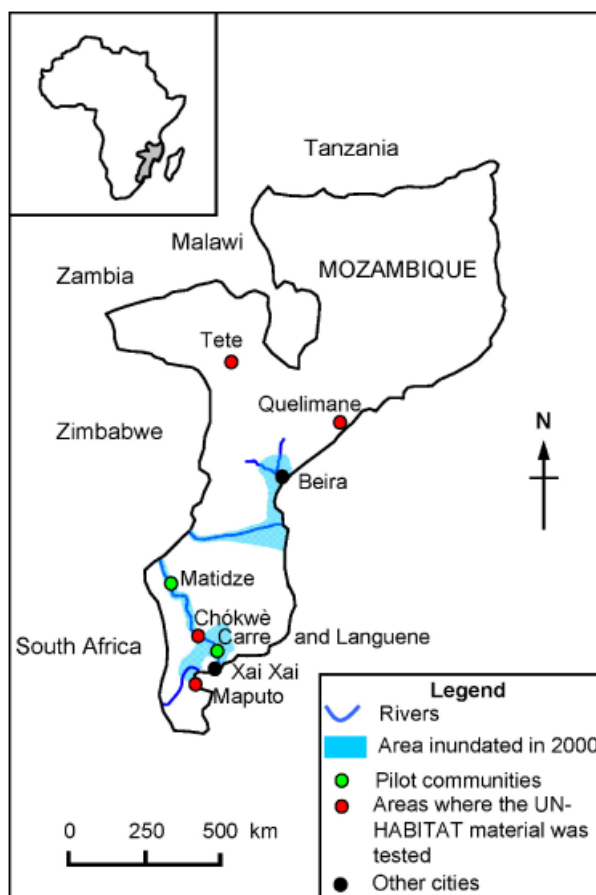 Tanzania
Malawi
MOZAMBIQUE
Zambia
Tete
Quelimane
Zimbabwe
N
Beira
Matidze
Chókwè
South Africa
Carre and Languene
Xai Xai
Maputo
Legend
Rivers
Area inundated in 2000
Pilot communities
Areas where the UN-
HABITAT material was
tested
Other cities
0 250 500 km